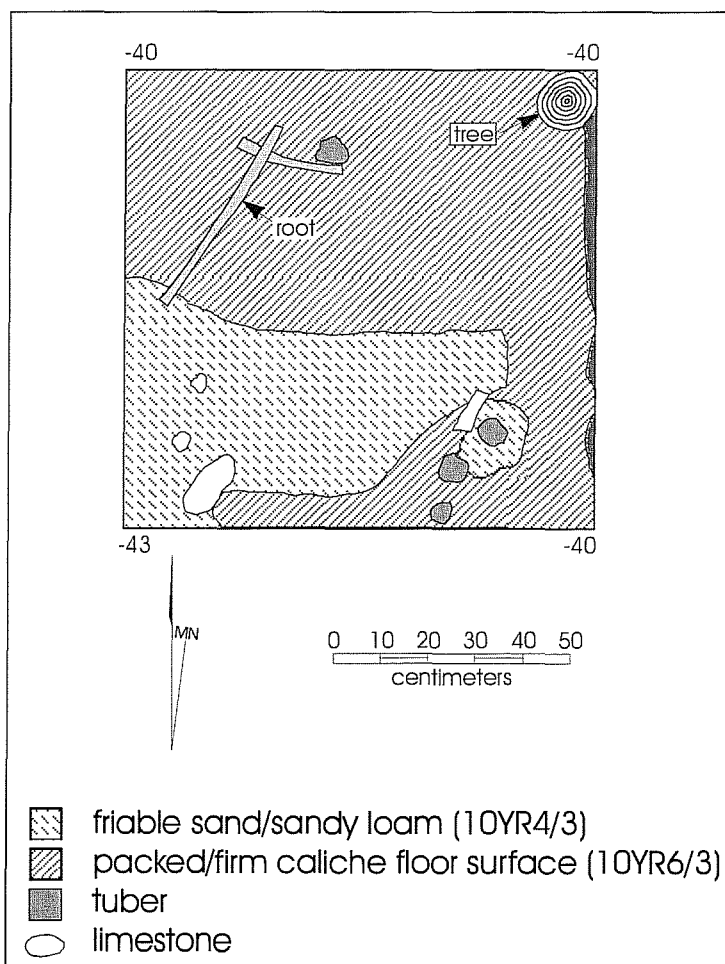 -40 -40
tree
root
-43 -40
MN
0 10 20 30 40 50
centimeters
friable sand/sandy loam (10YR4/3)
packed/firm caliche floor surface (10YR6/3)
tuber
limestone